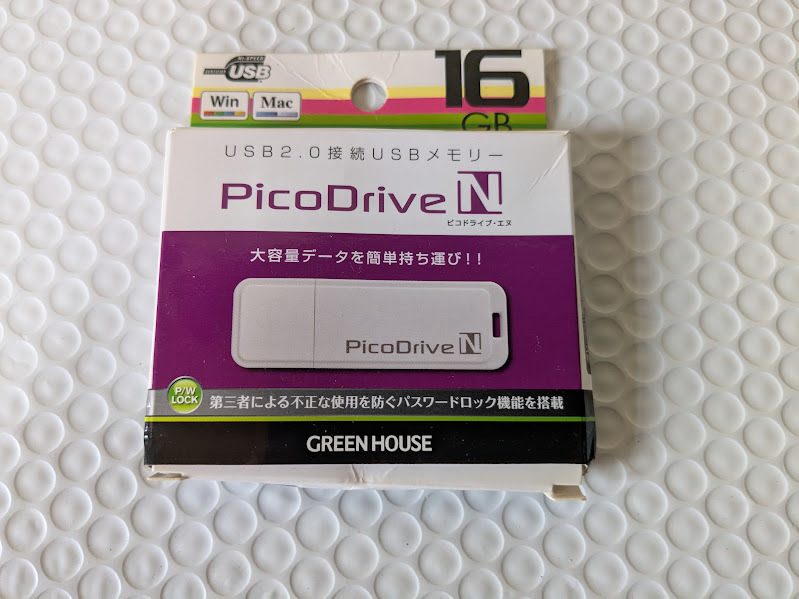 HI-SPEED
CERTIFIED
USB
16
GB
Win
Mac
USB2.0接続USBメモリー
PicoDrive N
ピコドライブ・エヌ
大容量データを簡単持ち運び!!
PicoDrive N
P/W
LOCK
第三者による不正な使用を防ぐパスワードロック機能を搭載
GREEN HOUSE